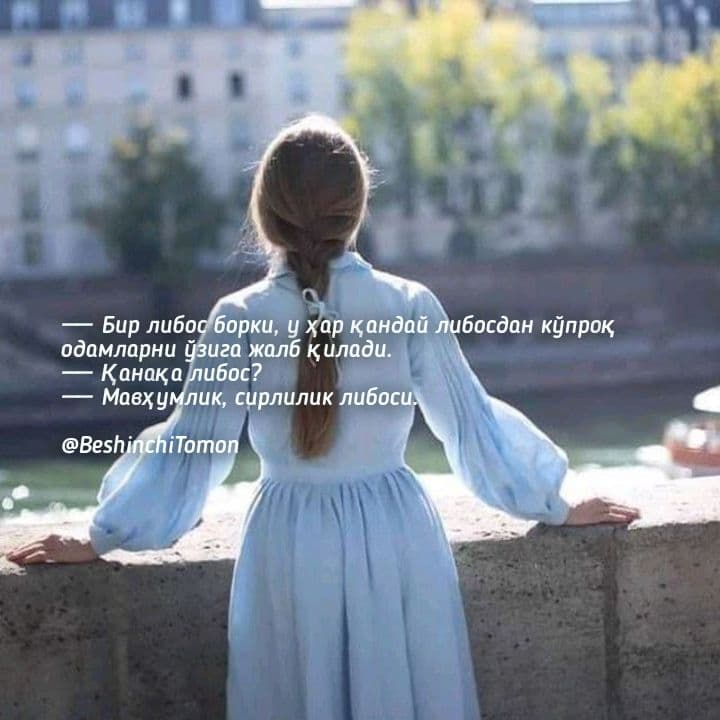 — Бир либос борки, у ҳар қандай либосдан кўпроқ
одамларни ўзига жалб қилади.
— Қанақа либос?
— Мавҳумлик, сирлилик либоси.
@BeshinchiTomon